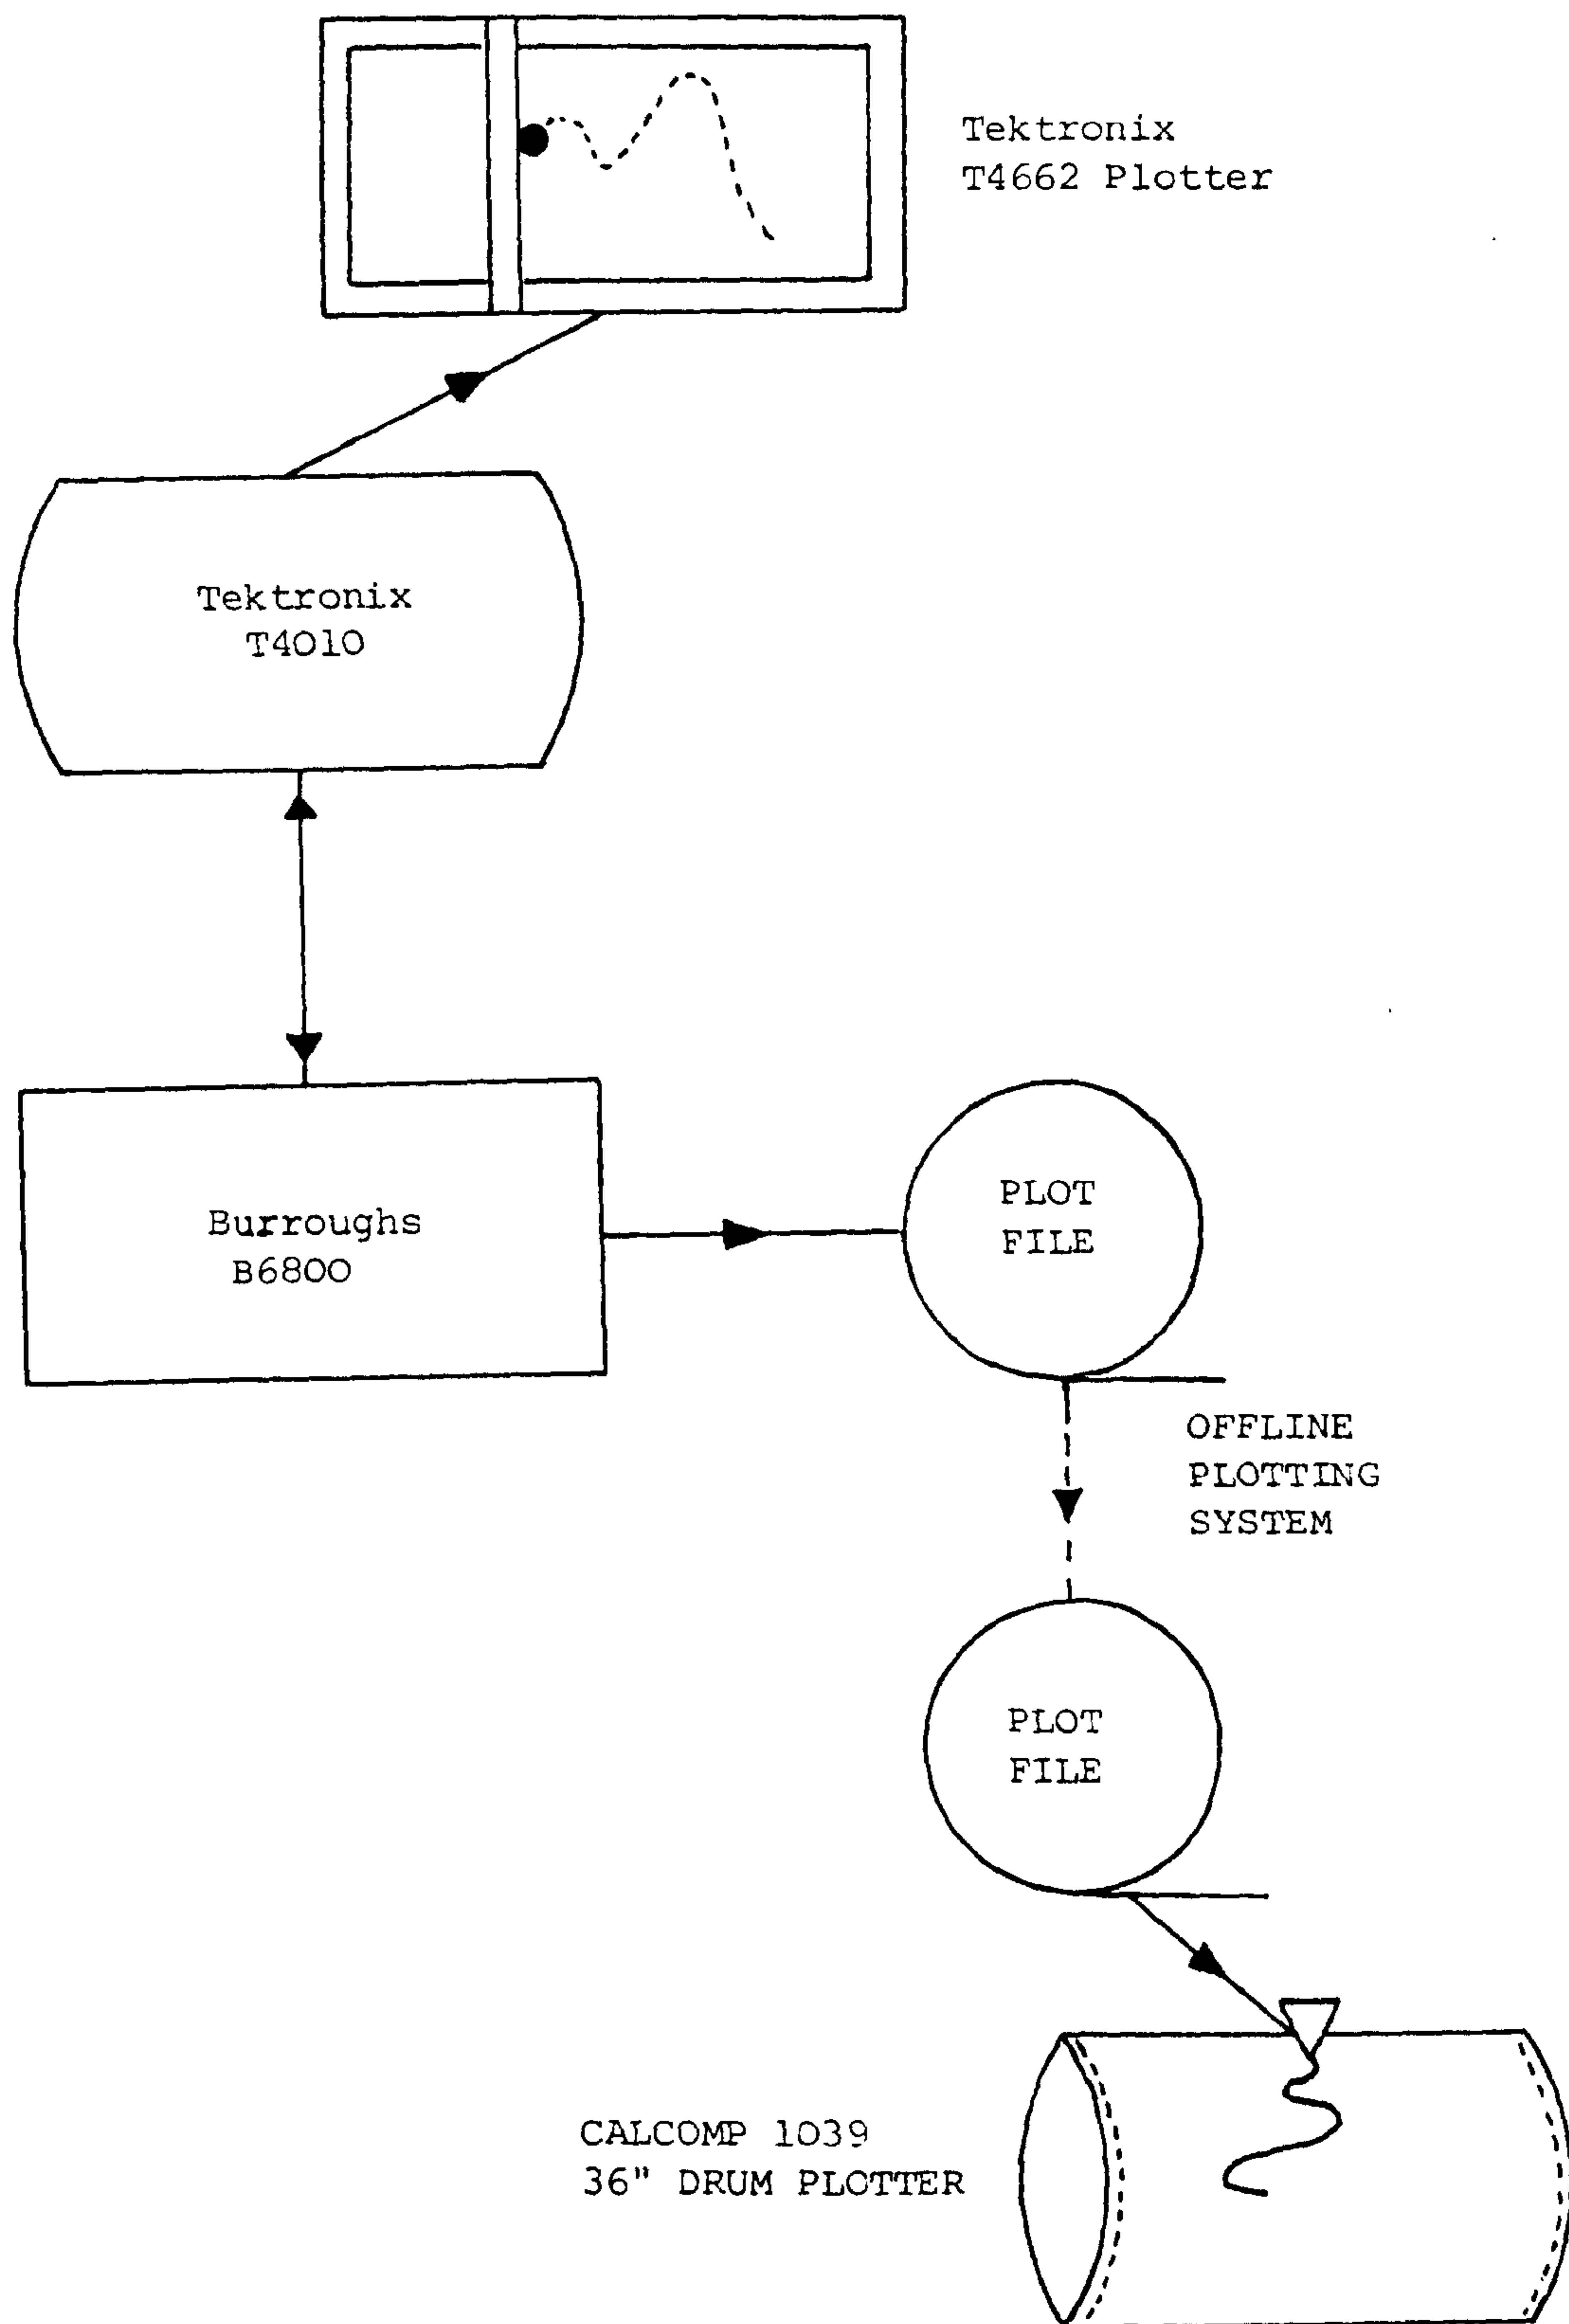 Tektronix
T4662 Plotter
Tektronix
T4010
Burroughs
B6800
PLOT
FILE
OFFLINE
PLOTTING
SYSTEM
PLOT
FILE
CALCOMP 1039
36" DRUM PLOTTER